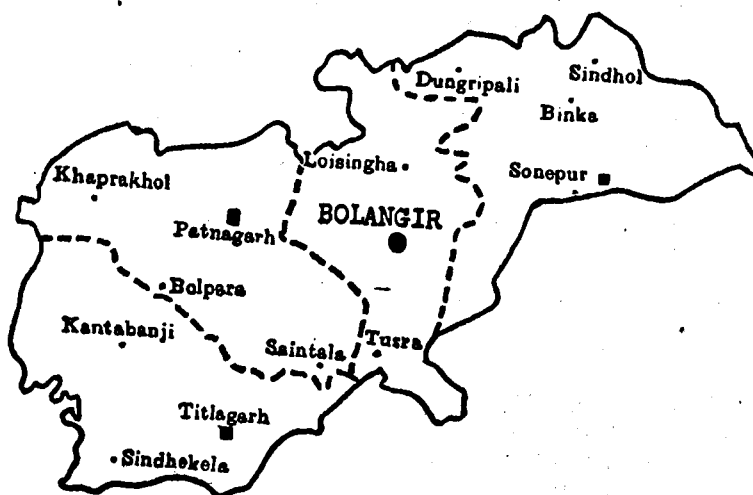 Dungripali
Sindhol
Binka
Loisingha
Sonepur
Khaprakhol
BOLANGIR
Patnagarh
Bolpara
Kantabanji
Tusra
Saintala
Titlagarh
Sindhekela